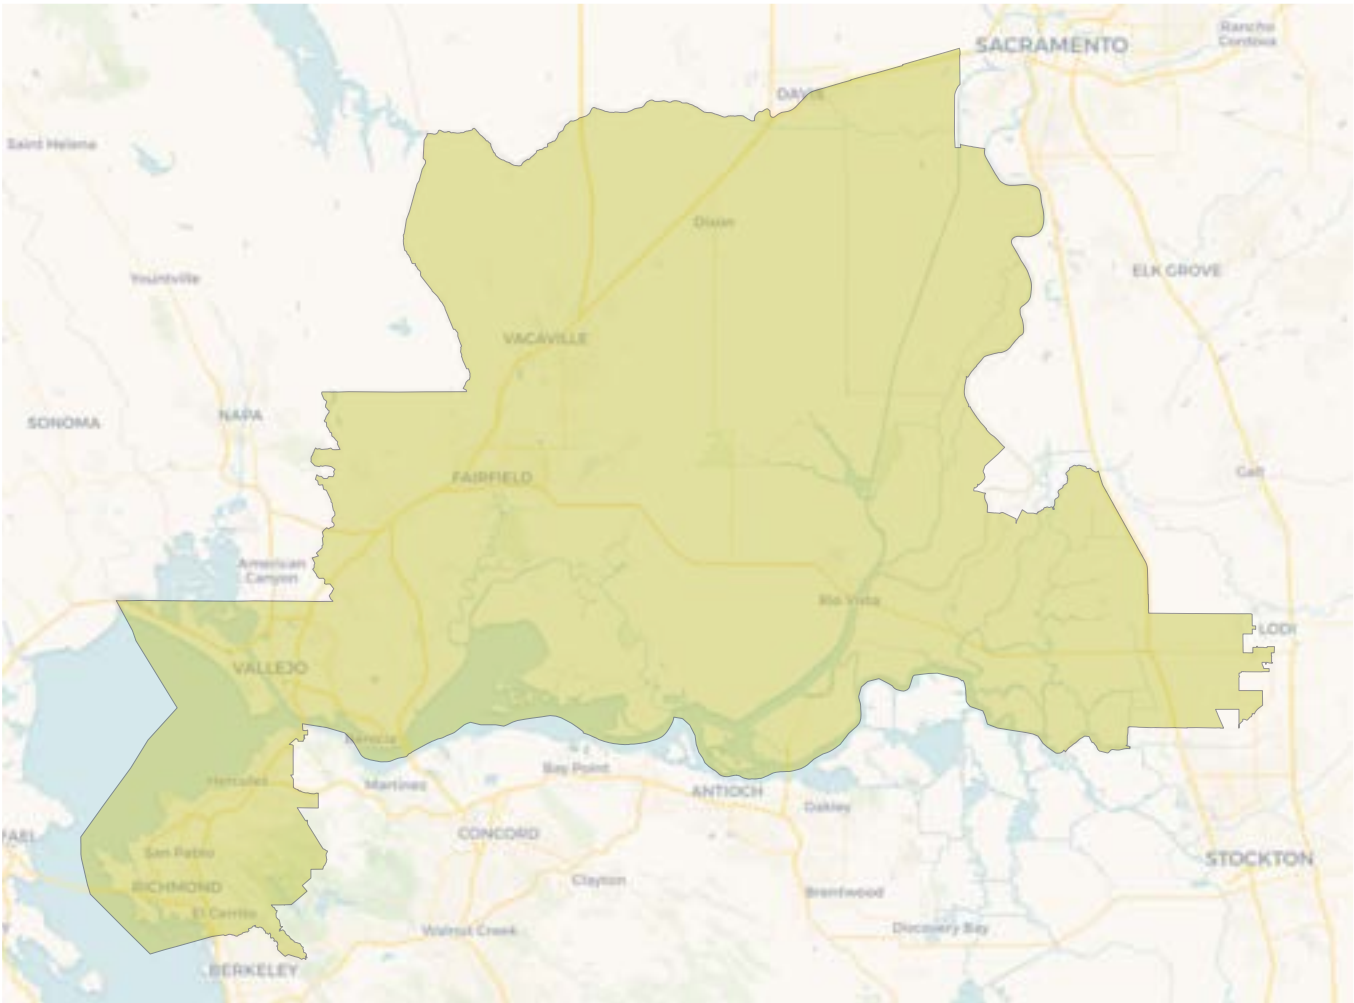 Rancho
Cordova
SACRAMENTO
DAVIS
Saint Helena
Dixon
ELK GROVE
Yountville
VACAVILLE
NAPA
SONOMA
Galt
FAIRFIELD
American
Canyon
Rio Vista
LODI
VALLEJO
Benicia
Bay Point
Hercules
Martinez
ANTIOCH
Oakley
CONCORD
AEL
San Pablo
STOCKTON
Clayton
RICHMOND
Brentwood
El Cerrito
Walnut Creek
Discovery Bay
BERKELEY